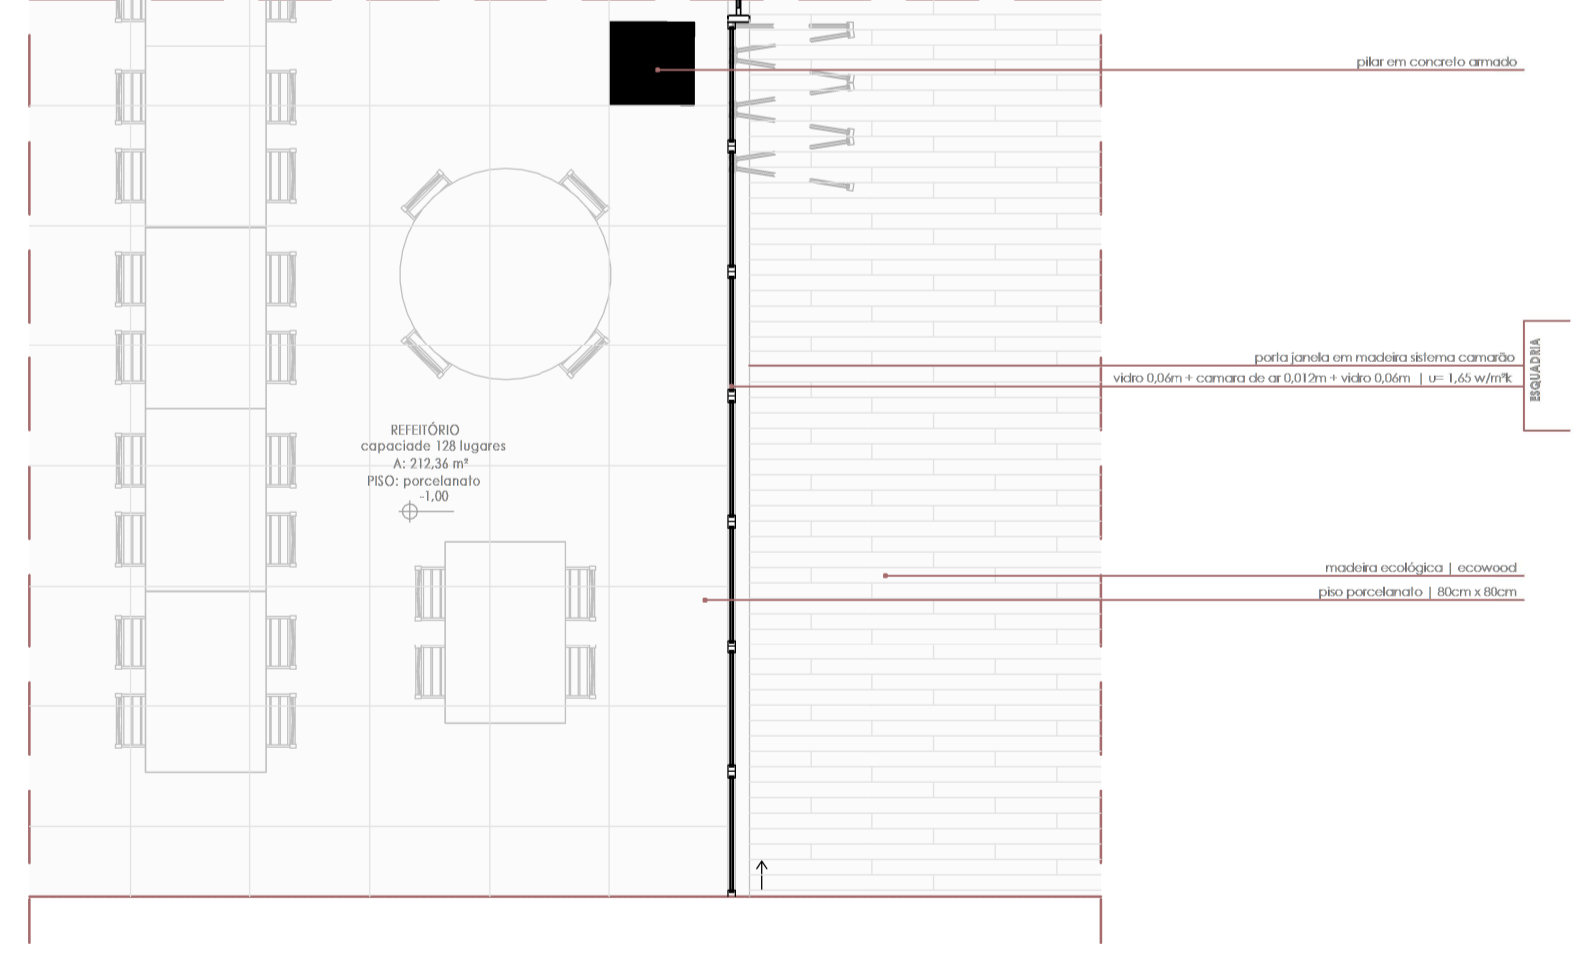 pilar em concreto armado
porta janela em madeira sistema camarão
vidro 0,06m + camara de ar 0,012m + vidro 0,06m | u= 1,65 w/m²k
ESQUADRIA
REFEITÓRIO
capaciade 128 lugares
A: 212,36 m²
PISO: porcelanato
-1,00
madeira ecológica | ecowood
piso porcelanato | 80cm x 80cm